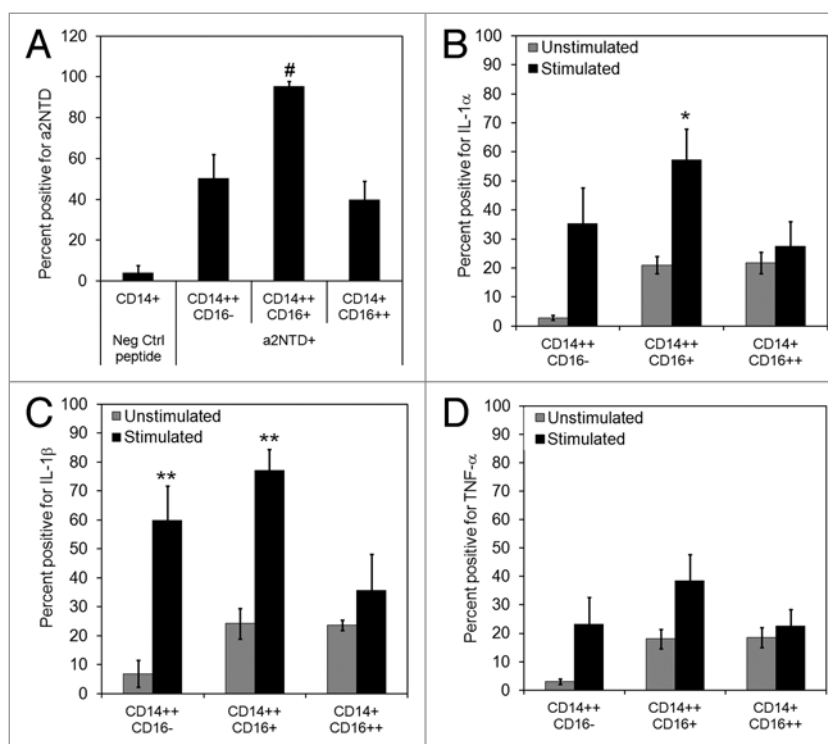 A
Percent positive for a2NTD
120
100
80
60
40
20
0
#
CD14+
CD14++
CD16-
CD14++
CD16+
CD14+
CD16++
Neg Ctrl
peptide
a2NTD+
B
Percent positive for IL-1α
100
90
80
70
60
50
40
30
20
10
0
Unstimulated
Stimulated
*
CD14++
CD16-
CD14++
CD16+
CD14+
CD16++
C
Percent positive for IL-1β
100
90
80
70
60
50
40
30
20
10
0
Unstimulated
Stimulated
**
**
CD14++
CD16-
CD14++
CD16+
CD14+
CD16++
D
Percent positive for TNF-α
100
90
80
70
60
50
40
30
20
10
0
Unstimulated
Stimulated
CD14++
CD16-
CD14++
CD16+
CD14+
CD16++